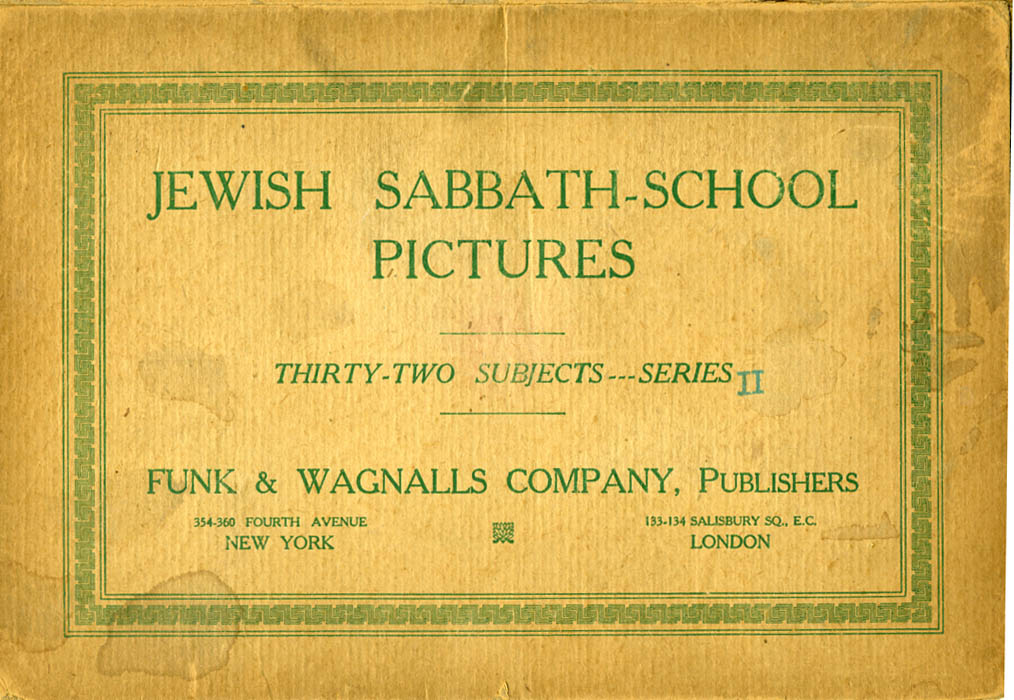 JEWISH SABBATH-SCHOOL
PICTURES
THIRTY-TWO SUBJECTS---SERIES II
FUNK & WAGNALLS COMPANY, PUBLISHERS
354-360 FOURTH AVENUE
NEW YORK
133-134 SALISBURY SQ., E.C.
LONDON